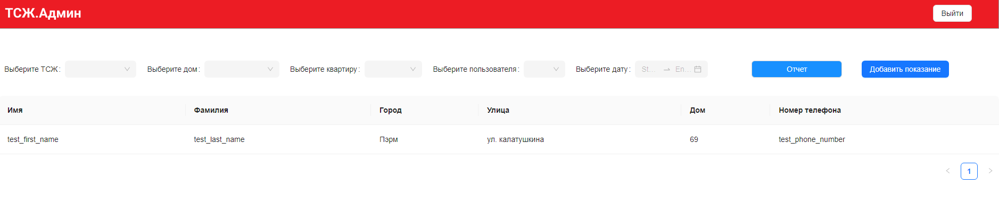 ТСЖ.Админ
Выйти
Выберите ТСЖ: Выберите дом: Выберите квартиру: Выберите пользователя: Выберите дату: St... En... Отчет Добавить показание
Имя Фамилия Город Улица Дом Номер телефона
test_first_name test_last_name Пэрм ул. калатушкина 69 test_phone_number
1